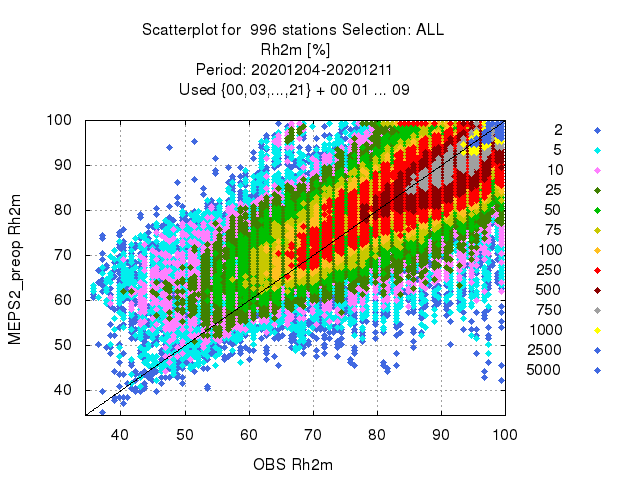 Scatterplot for 996 stations Selection: ALL
Rh2m [%]
Period: 20201204-20201211
Used {00,03,...,21} + 00 01 ... 09
100
90
80
70
60
50
40
MEPS2_preop Rh2m
40 50 60 70 80 90 100
OBS Rh2m
2
5
10
25
50
75
100
250
500
750
1000
2500
5000